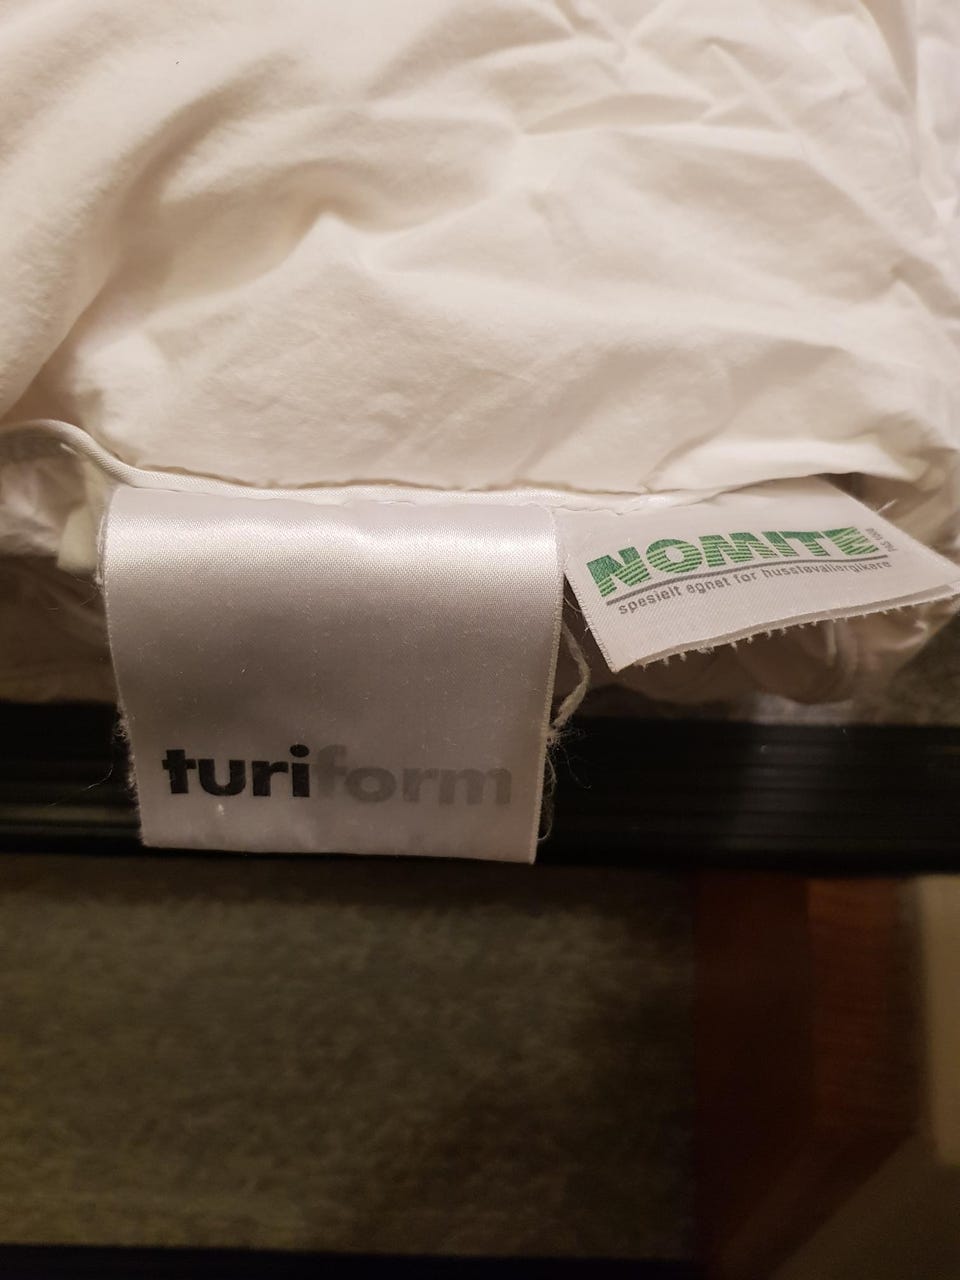 turiform
NOMITE
spesielt egnet for husstøvallergikere